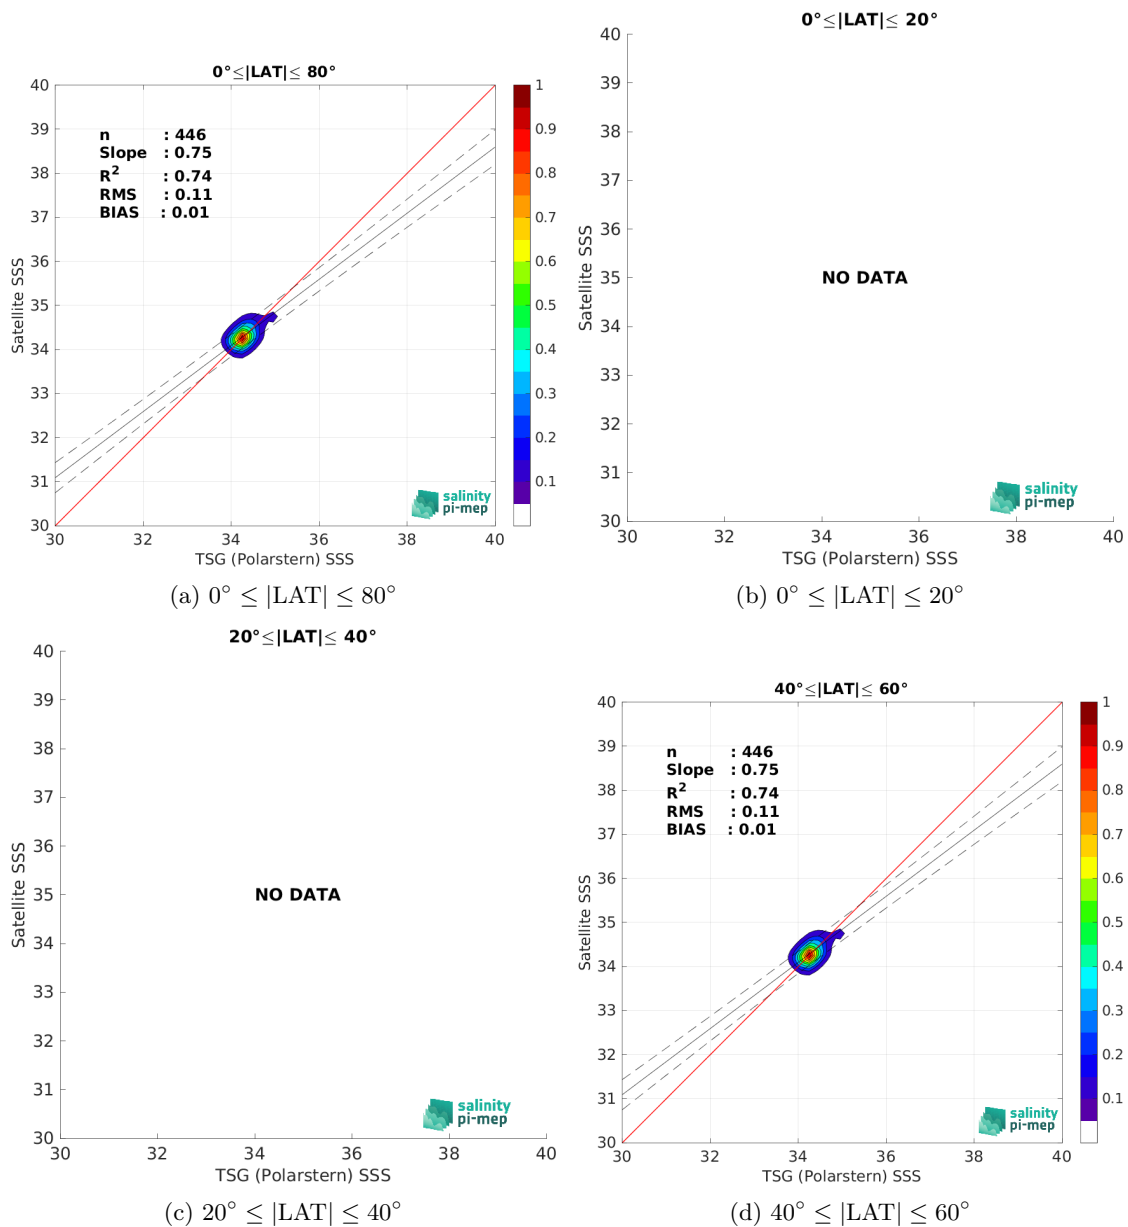 0°≤|LAT|≤ 80°
40
39
38
37
36
35
34
33
32
31
30
Satellite SSS
n : 446
Slope : 0.75
R² : 0.74
RMS : 0.11
BIAS : 0.01
salinity
pi-mep
30 32 34 36 38 40
TSG (Polarstern) SSS
1
0.9
0.8
0.7
0.6
0.5
0.4
0.3
0.2
0.1
(a) 0° ≤ |LAT| ≤ 80°
0°≤|LAT|≤ 20°
40
39
38
37
36
35
34
33
32
31
30
Satellite SSS
NO DATA
salinity
pi-mep
30 32 34 36 38 40
TSG (Polarstern) SSS
(b) 0° ≤ |LAT| ≤ 20°
20°≤|LAT|≤ 40°
40
39
38
37
36
35
34
33
32
31
30
Satellite SSS
NO DATA
salinity
pi-mep
30 32 34 36 38 40
TSG (Polarstern) SSS
(c) 20° ≤ |LAT| ≤ 40°
40°≤|LAT|≤ 60°
40
39
38
37
36
35
34
33
32
31
30
Satellite SSS
n : 446
Slope : 0.75
R² : 0.74
RMS : 0.11
BIAS : 0.01
salinity
pi-mep
30 32 34 36 38 40
TSG (Polarstern) SSS
1
0.9
0.8
0.7
0.6
0.5
0.4
0.3
0.2
0.1
(d) 40° ≤ |LAT| ≤ 60°